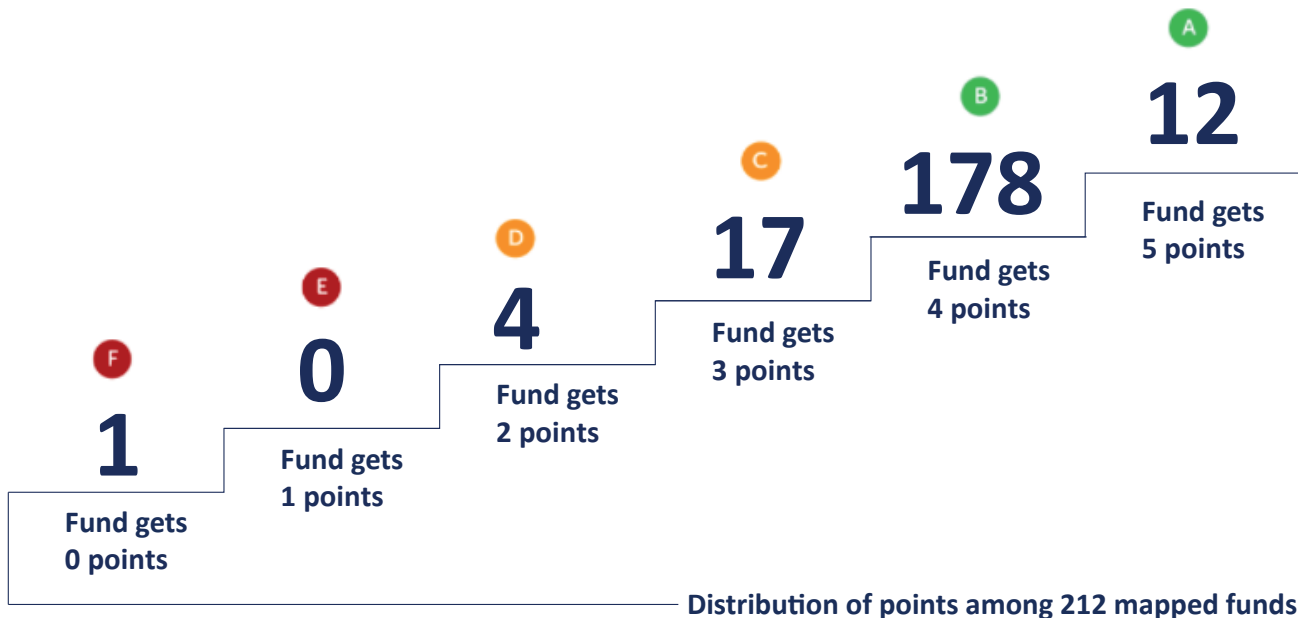 A
12
Fund gets
5 points
B
178
Fund gets
4 points
C
17
Fund gets
3 points
D
4
Fund gets
2 points
E
0
Fund gets
1 points
F
1
Fund gets
0 points
Distribution of points among 212 mapped funds